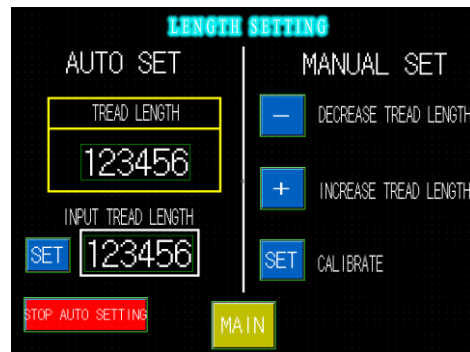 LENGTH SETTING
AUTO SET
TREAD LENGTH
123456
INPUT TREAD LENGTH
SET 123456
STOP AUTO SETTING
MANUAL SET
- DECREASE TREAD LENGTH
+ INCREASE TREAD LENGTH
SET CALIBRATE
MAIN